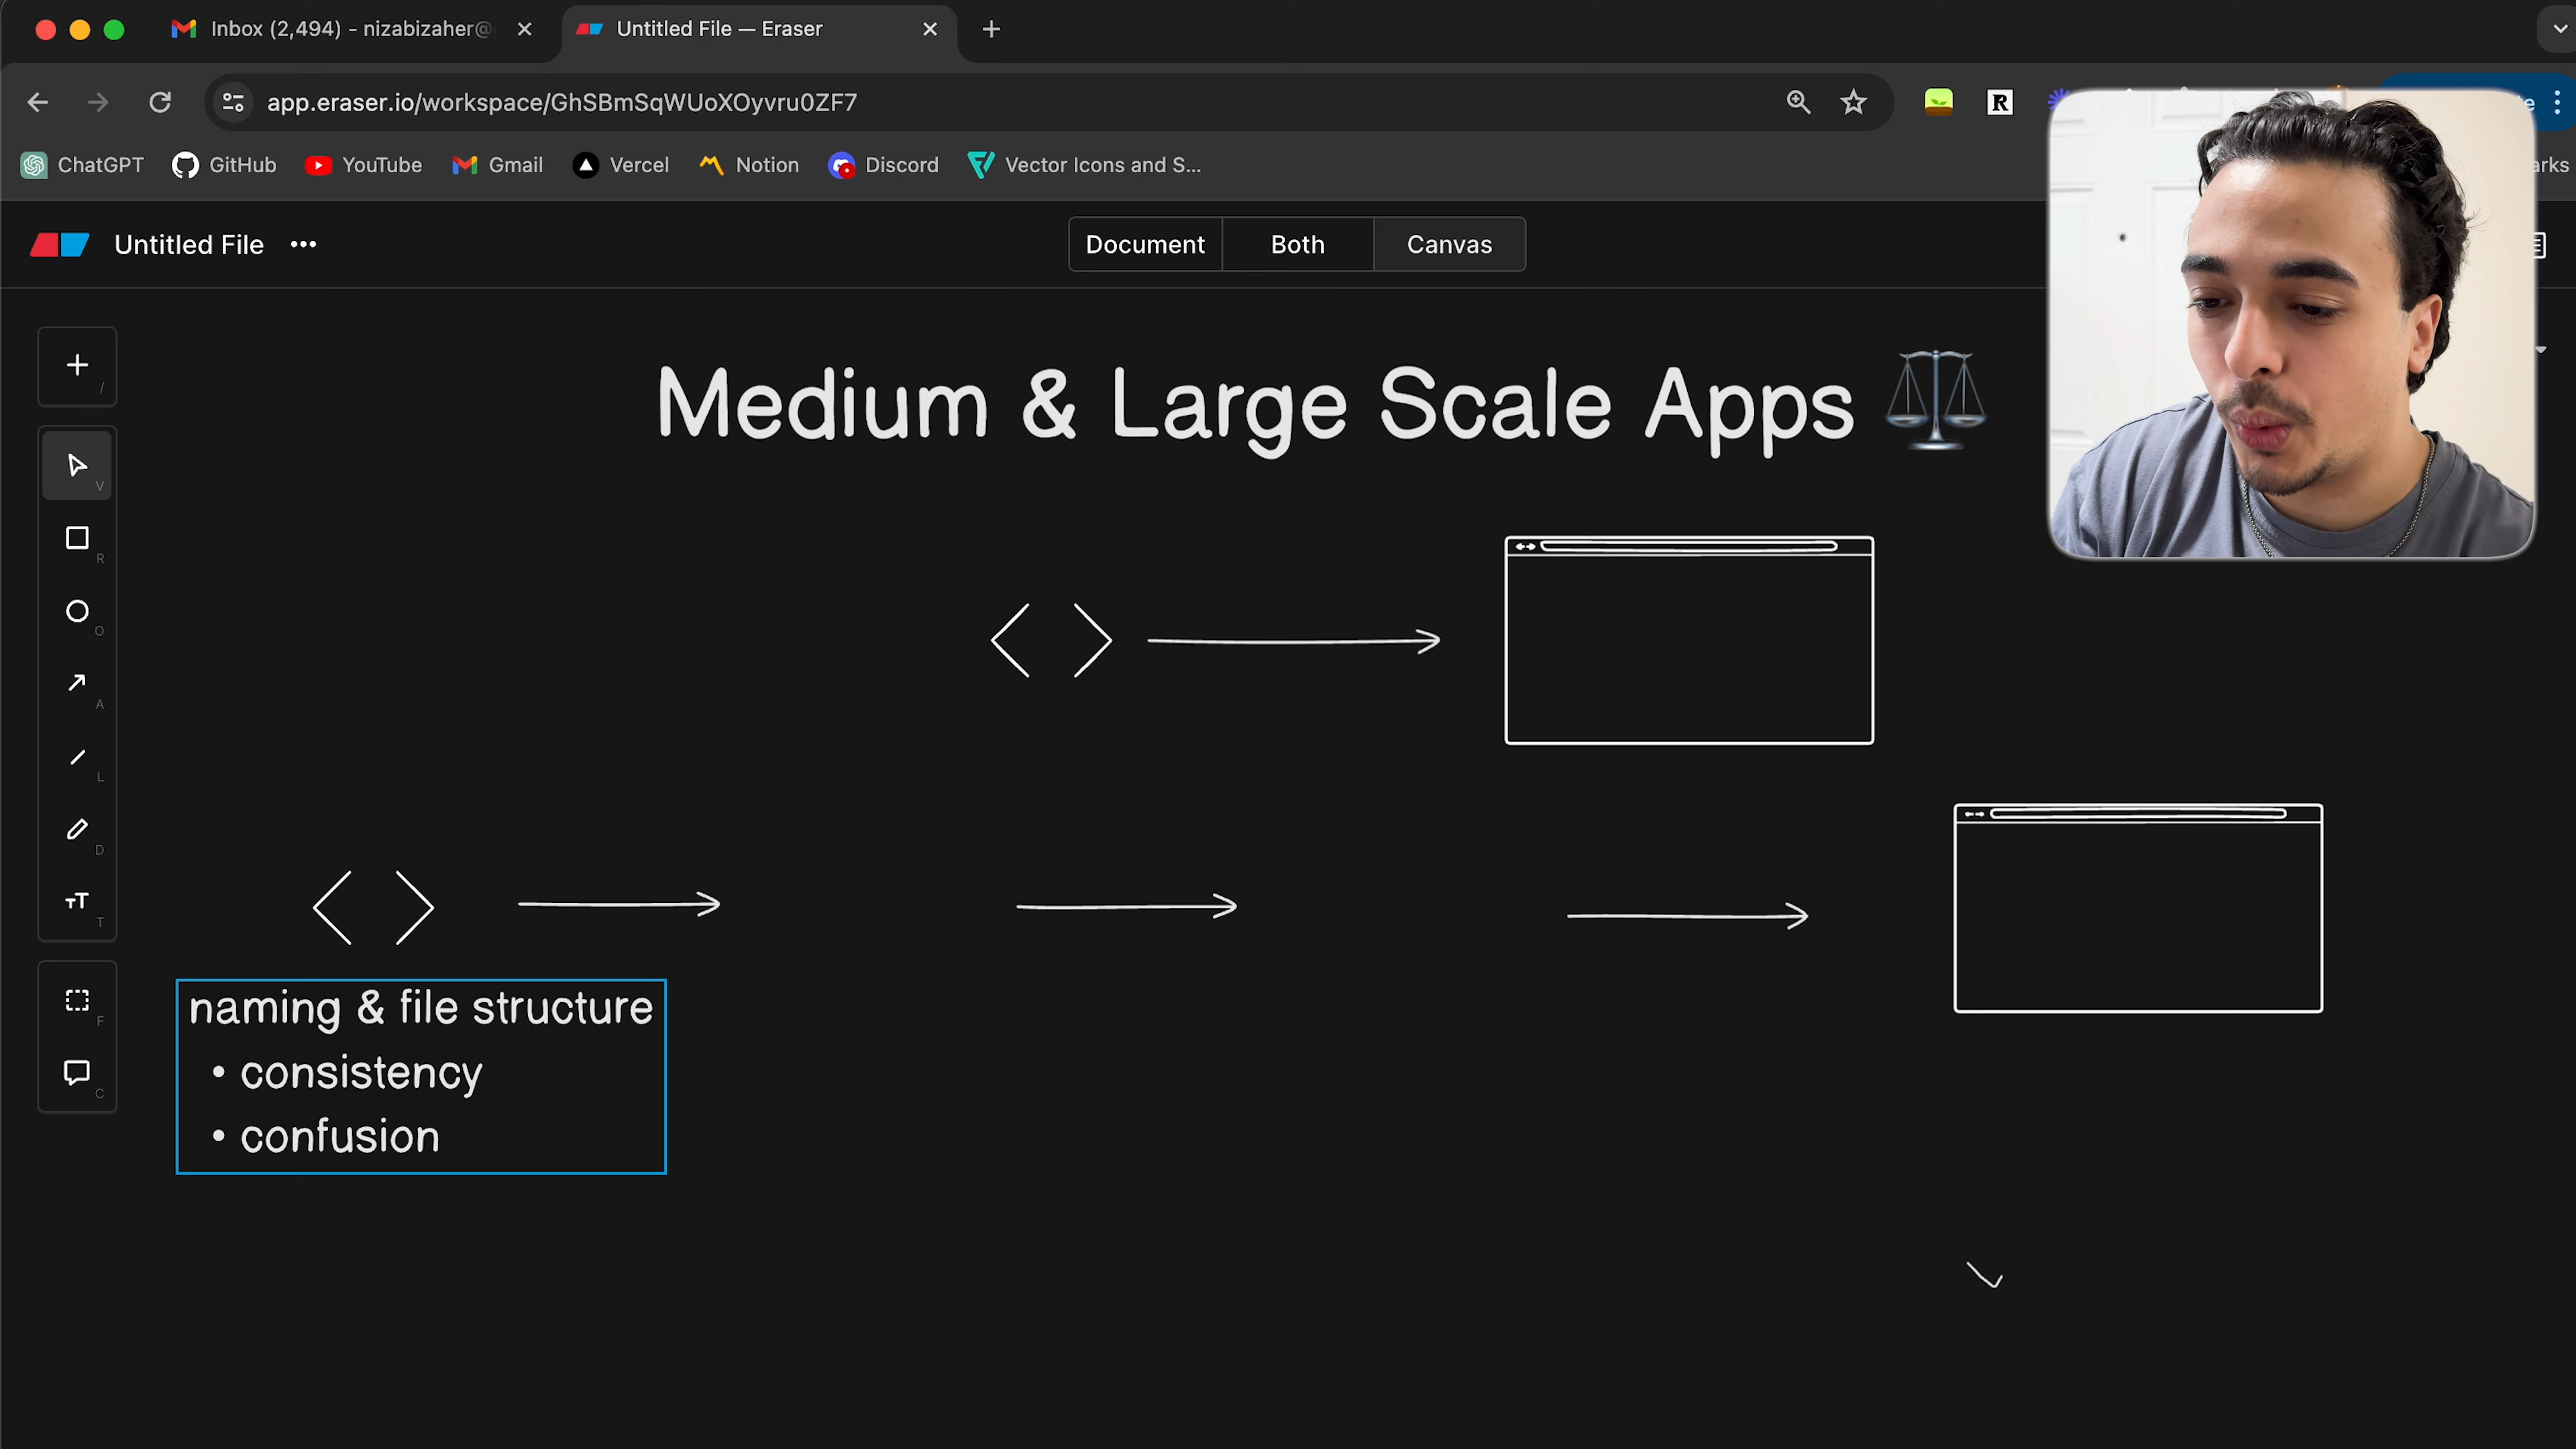 Inbox (2,494) - nizabizaher@
Untitled File — Eraser
app.eraser.io/workspace/GhSBmSqWUoXOyvru0ZF7
ChatGPT GitHub YouTube Gmail Vercel Notion Discord Vector Icons and S...
Untitled File
Document Both Canvas
/
V
R
O
A
L
D
T
F
C
Medium & Large Scale Apps
naming & file structure
• consistency
• confusion